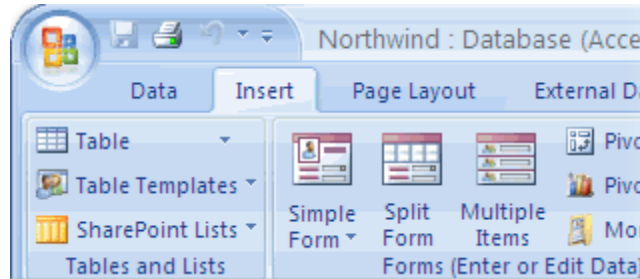 Northwind : Database (Acce
Data Insert Page Layout External D
Table
Table Templates
SharePoint Lists
Tables and Lists
Simple Form
Split Form
Multiple Items
Pivo
Pivo
Mo
Forms (Enter or Edit Data